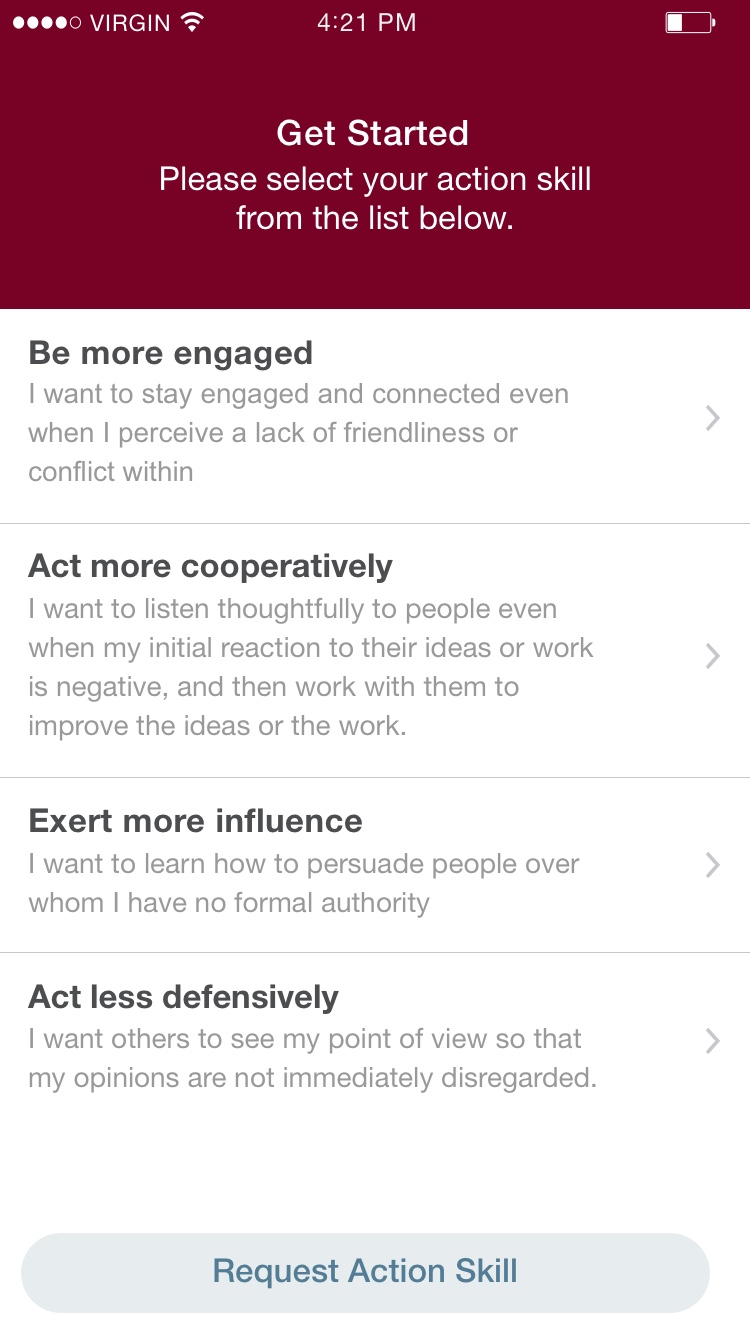 VIRGIN 4:21 PM
Get Started
Please select your action skill
from the list below.
Be more engaged
I want to stay engaged and connected even
when I perceive a lack of friendliness or
conflict within
Act more cooperatively
I want to listen thoughtfully to people even
when my initial reaction to their ideas or work
is negative, and then work with them to
improve the ideas or the work.
Exert more influence
I want to learn how to persuade people over
whom I have no formal authority
Act less defensively
I want others to see my point of view so that
my opinions are not immediately disregarded.
Request Action Skill